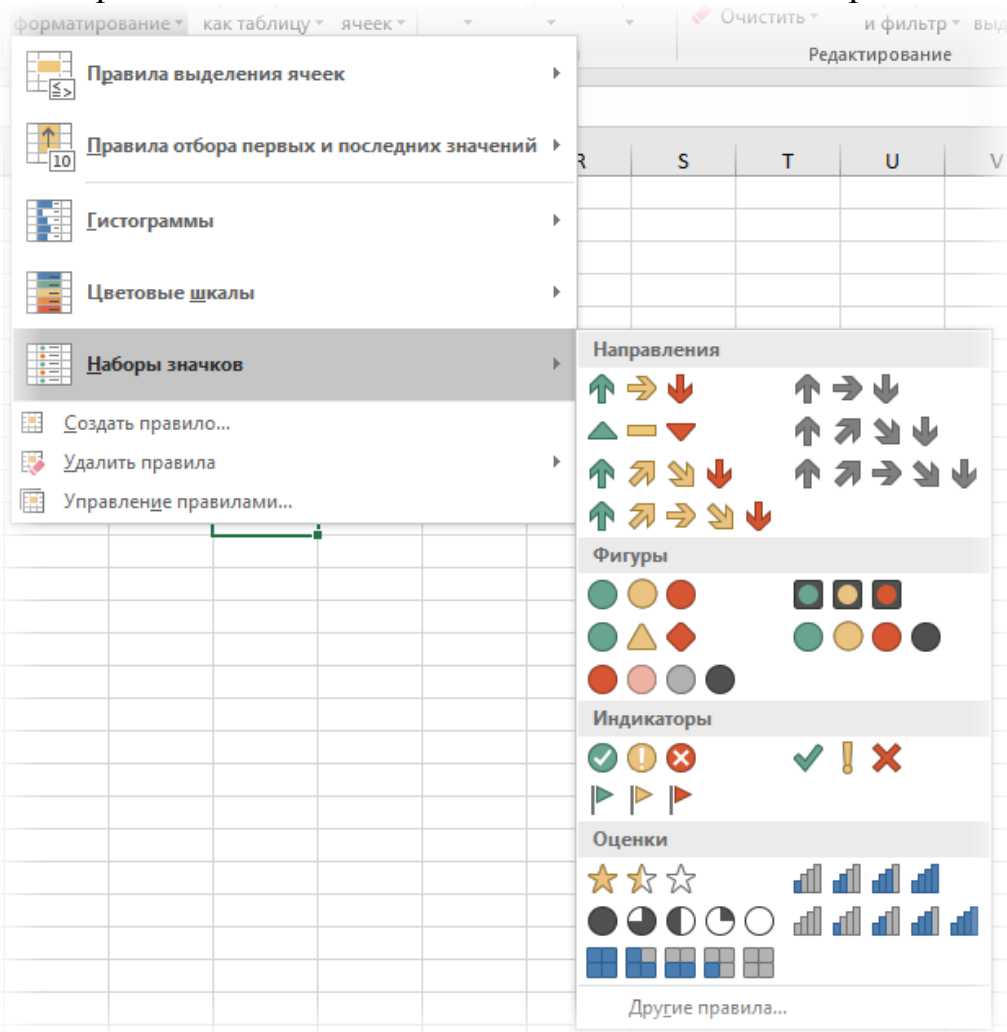 форматирование как таблицу ячеек
Очистить
и фильтр
Редактирование
Правила выделения ячеек
Правила отбора первых и последних значений
Гистограммы
Цветовые шкалы
Наборы значков
Создать правило...
Удалить правила
Управление правилами...
R S T U V
Направления
Фигуры
Индикаторы
Оценки
Другие правила...